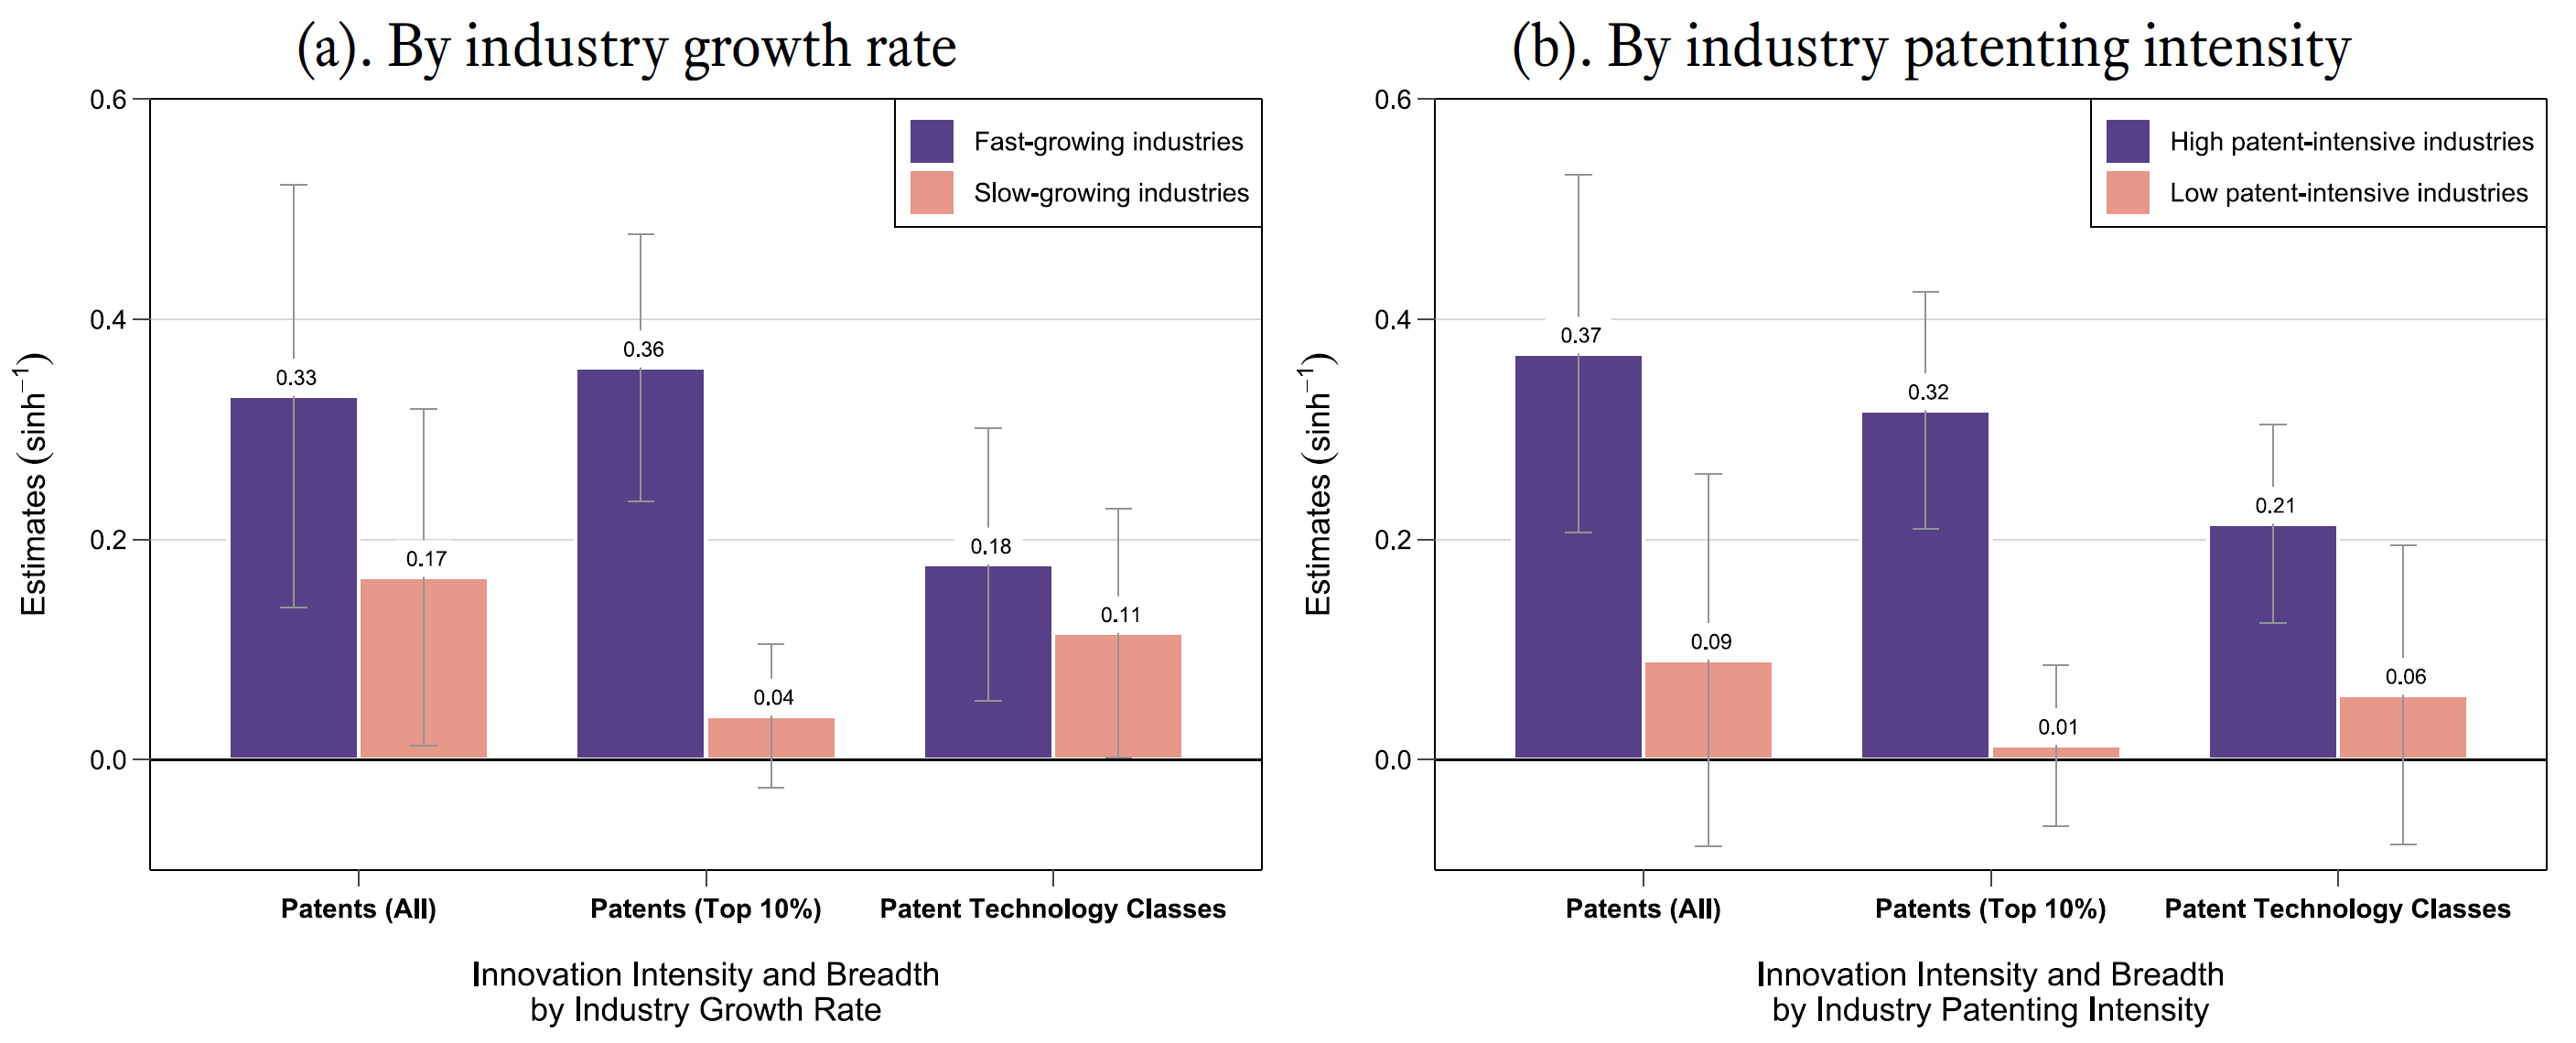 (a). By industry growth rate
0.6
0.4
0.2
0.0
Estimates (sinh⁻¹)
Fast-growing industries
Slow-growing industries
0.33
0.17
0.36
0.04
0.18
0.11
Patents (All)
Patents (Top 10%)
Patent Technology Classes
Innovation Intensity and Breadth
by Industry Growth Rate
(b). By industry patenting intensity
0.6
0.4
0.2
0.0
Estimates (sinh⁻¹)
High patent-intensive industries
Low patent-intensive industries
0.37
0.09
0.32
0.01
0.21
0.06
Patents (All)
Patents (Top 10%)
Patent Technology Classes
Innovation Intensity and Breadth
by Industry Patenting Intensity